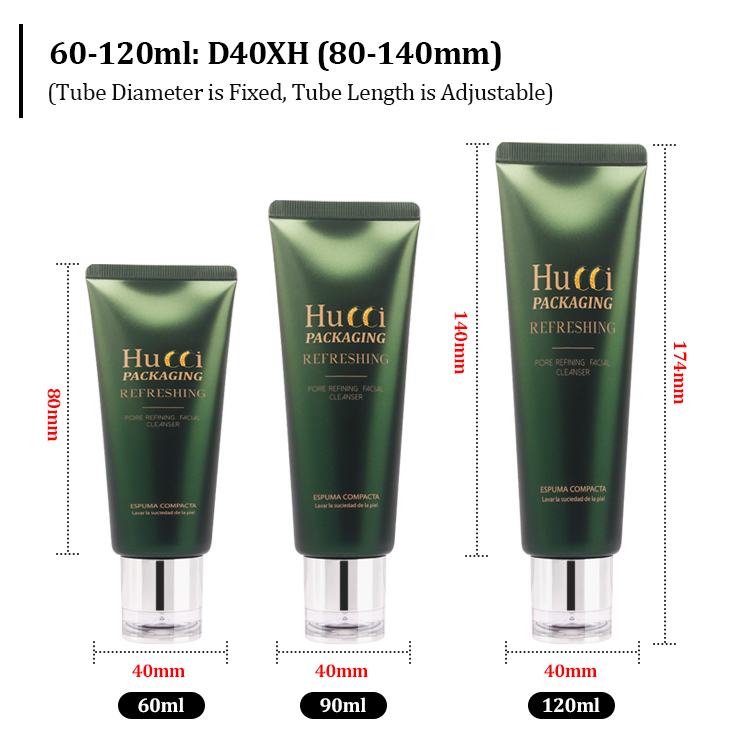 60-120ml: D40XH (80-140mm)
(Tube Diameter is Fixed, Tube Length is Adjustable)
80mm
Hucci
PACKAGING
REFRESHING
PORE REFINING FACIAL
CLEANSER
ESPUMA COMPACTA
Lavar la suciedad de la piel
40mm
60ml
Hucci
PACKAGING
REFRESHING
PORE REFINING FACIAL
CLEANSER
ESPUMA COMPACTA
Lavar la suciedad de la piel
40mm
90ml
140mm
Hucci
PACKAGING
REFRESHING
PORE REFINING FACIAL
CLEANSER
ESPUMA COMPACTA
Lavar la suciedad de la piel
174mm
40mm
120ml